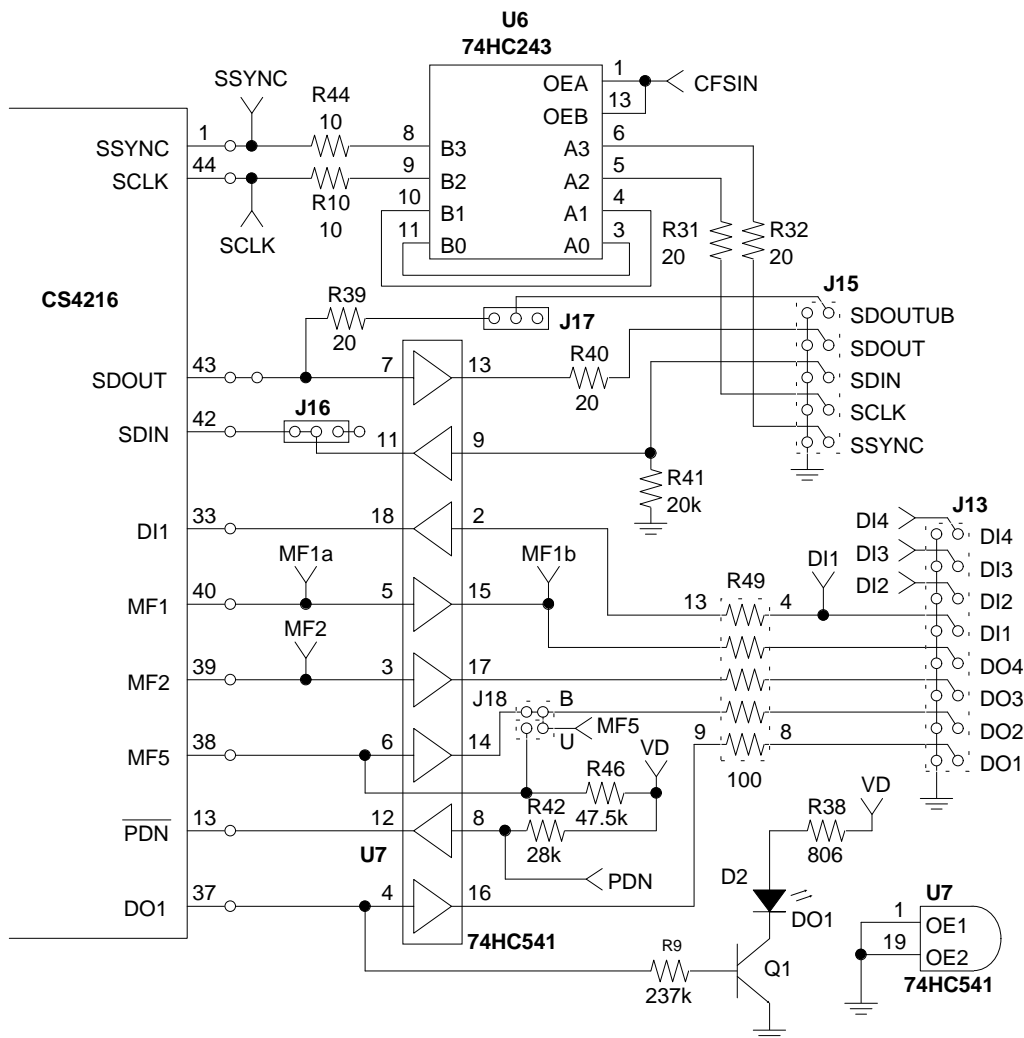 U6
74HC243
SSYNC
R44
10
1
OEA
CFSIN
13
OEB
SSYNC
1
8
B3
A3
6
SCLK
44
9
B2
A2
5
R10
10
10
B1
A1
4
SCLK
11
B0
A0
3
R31
20
R32
20
CS4216
R39
20
J17
J15
SDOUTUB
SDOUT
SDIN
SCLK
SSYNC
SDOUT
43
7
13
R40
20
SDIN
42
J16
11
9
R41
20k
DI1
33
18
2
J13
DI4
DI3
DI2
DI4
DI3
DI2
DI1
DO4
DO3
DO2
DO1
MF1a
MF1b
R49
DI1
MF1
40
5
15
13
4
MF2
MF2
39
3
17
J18
B
U
MF5
MF5
38
6
14
9
8
100
VD
R46
47.5k
PDN
13
12
8
R42
28k
U7
PDN
R38
806
VD
DO1
37
4
16
D2
DO1
74HC541
R9
237k
Q1
U7
1
OE1
19
OE2
74HC541